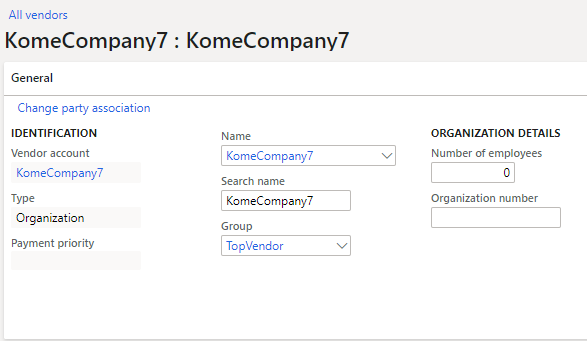 All vendors
KomeCompany7 : KomeCompany7
General
Change party association
IDENTIFICATION
Vendor account
KomeCompany7
Type
Organization
Payment priority
Name
KomeCompany7
Search name
KomeCompany7
Group
TopVendor
ORGANIZATION DETAILS
Number of employees
0
Organization number